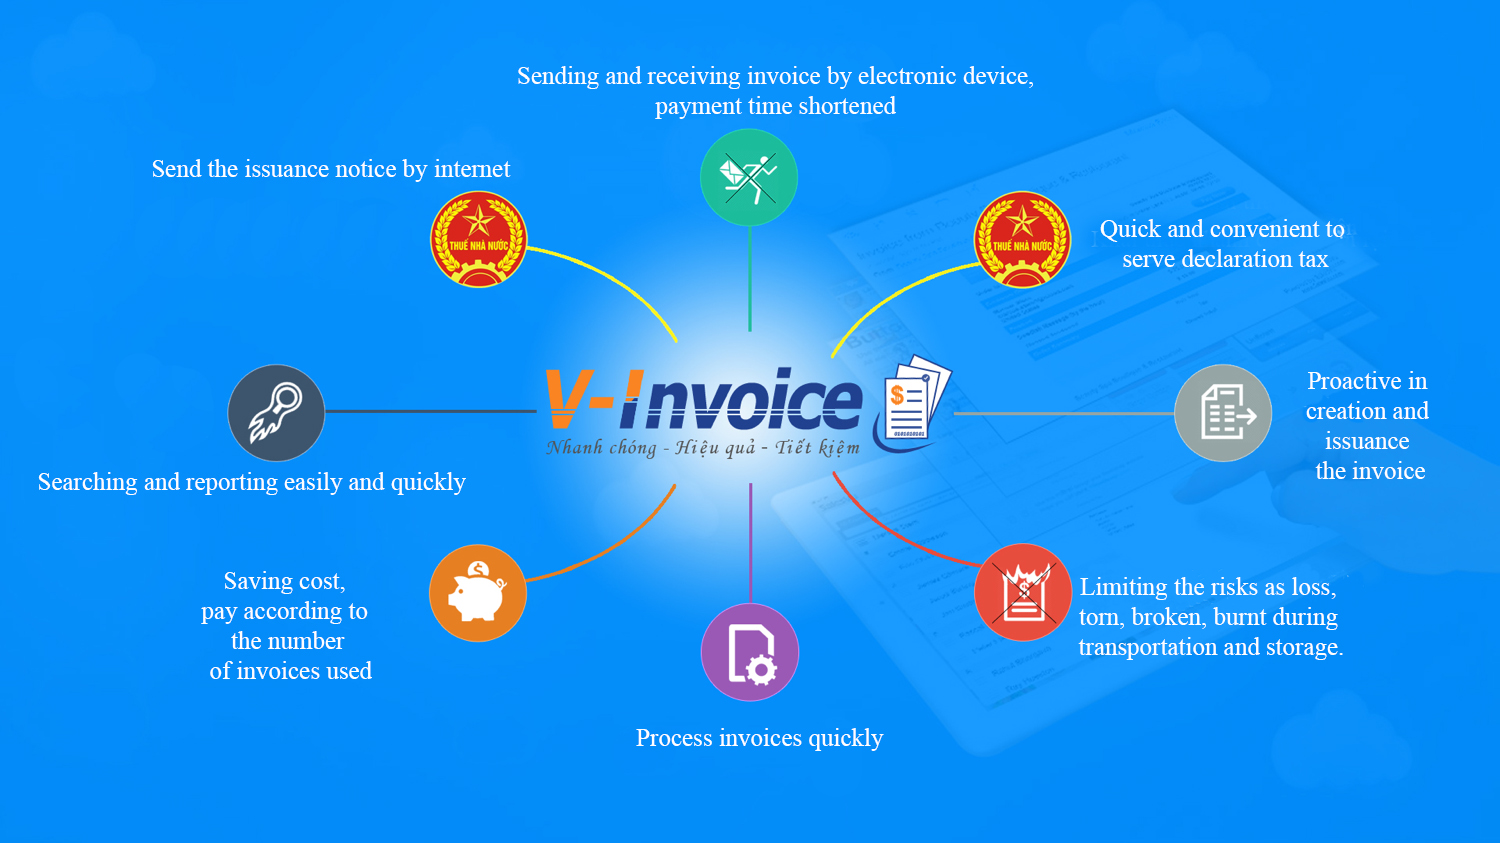 Sending and receiving invoice by electronic device,
payment time shortened
Send the issuance notice by internet
THUẾ NHÀ NƯỚC
THUẾ NHÀ NƯỚC
Quick and convenient to
serve declaration tax
V-Invoice
Nhanh chóng - Hiệu quả - Tiết kiệm
$
Proactive in
creation and
issuance
the invoice
Searching and reporting easily and quickly
Saving cost,
pay according to
the number
of invoices used
$
Limiting the risks as loss,
torn, broken, burnt during
transportation and storage.
Process invoices quickly